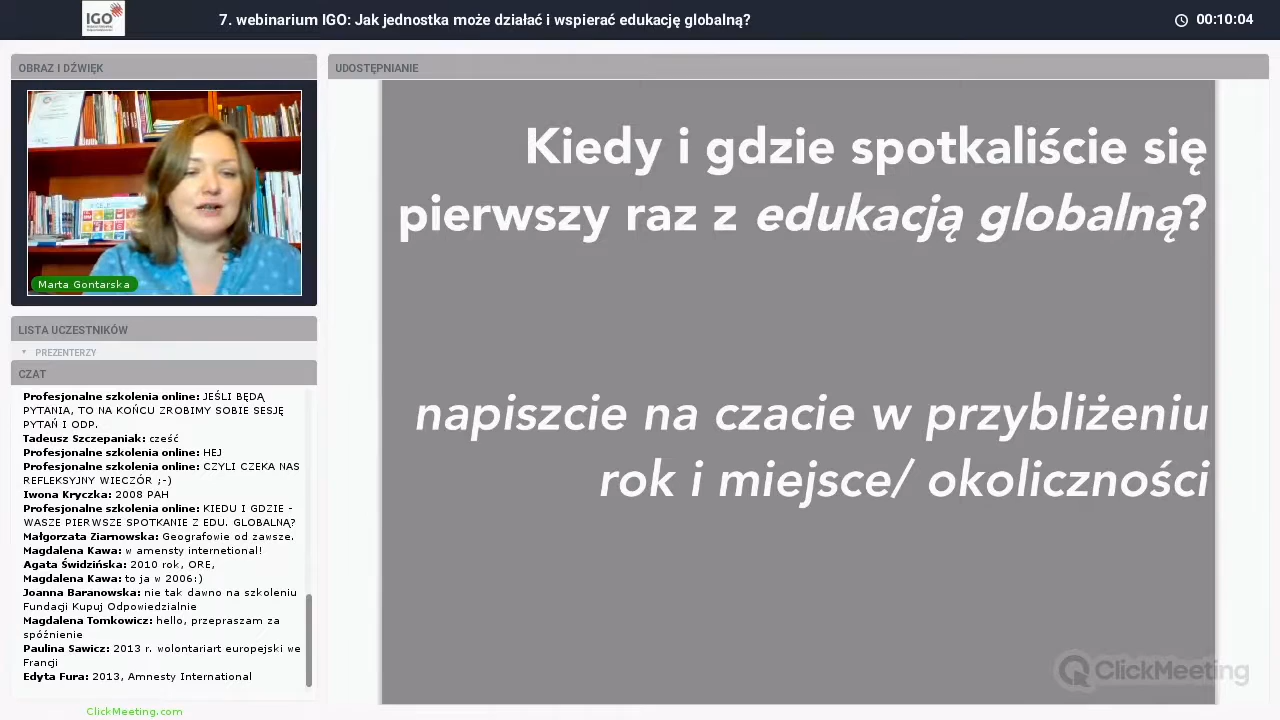 IGO
7. webinarium IGO: Jak jednostka może działać i wspierać edukację globalną?
00:10:04
OBRAZ I DŹWIĘK
Marta Gontarska
LISTA UCZESTNIKÓW
PREZENTERZY
CZAT
Profesjonalne szkolenia online: JEŚLI BĘDĄ
PYTANIA, TO NA KOŃCU ZROBIMY SOBIE SESJĘ
PYTAŃ I ODP.
Tadeusz Szczepaniak: cześć
Profesjonalne szkolenia online: HEJ
Profesjonalne szkolenia online: CZYLI CZEKA NAS
REFLEKSYJNY WIECZÓR ;-)
Iwona Kryczka: 2008 PAH
Profesjonalne szkolenia online: KIEDU I GDZIE -
WASZE PIERWSZE SPOTKANIE Z EDU. GLOBALNĄ?
Małgorzata Ziarnowska: Geografowie od zawsze.
Magdalena Kawa: w amensty internetional!
Agata Świdzińska: 2010 rok, ORE,
Magdalena Kawa: to ja w 2006:)
Joanna Baranowska: nie tak dawno na szkoleniu
Fundacji Kupuj Odpowiedzialnie
Magdalena Tomkowicz: hello, przepraszam za
spóźnienie
Paulina Sawicz: 2013 r. wolontariat europejski we
Francji
Edyta Fura: 2013, Amnesty International
ClickMeeting.com
UDOSTĘPNIANIE
Kiedy i gdzie spotkaliście się
pierwszy raz z edukacją globalną?
napiszcie na czacie w przybliżeniu
rok i miejsce/ okoliczności
ClickMeeting